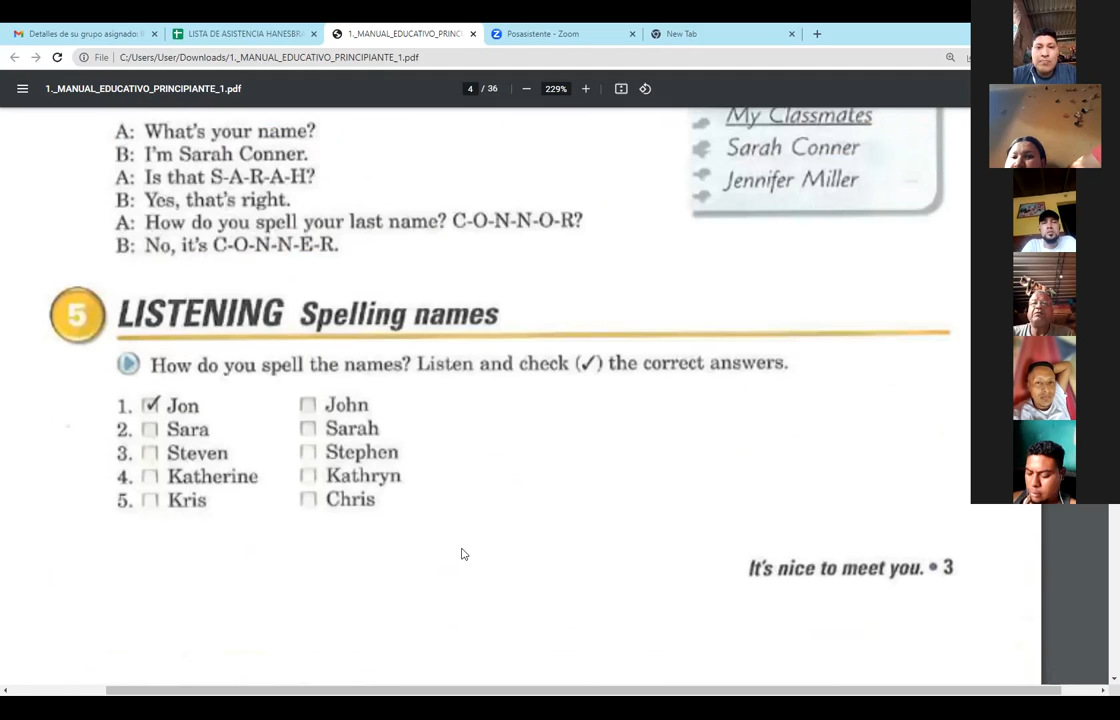 Detalles de su grupo asignado: I
LISTA DE ASISTENCIA HANESBRA
1._MANUAL_EDUCATIVO_PRINCI
Posasistente - Zoom
New Tab
File
C:/Users/User/Downloads/1._MANUAL_EDUCATIVO_PRINCIPIANTE_1.pdf
1._MANUAL_EDUCATIVO_PRINCIPIANTE_1.pdf
4 / 36
229%
My Classmates
Sarah Conner
Jennifer Miller
A: What's your name?
B: I'm Sarah Conner.
A: Is that S-A-R-A-H?
B: Yes, that's right.
A: How do you spell your last name? C-O-N-N-O-R?
B: No, it's C-O-N-N-E-R.
5 LISTENING Spelling names
How do you spell the names? Listen and check (✓) the correct answers.
1. ✓ Jon John
2. Sara Sarah
3. Steven Stephen
4. Katherine Kathryn
5. Kris Chris
It's nice to meet you. • 3